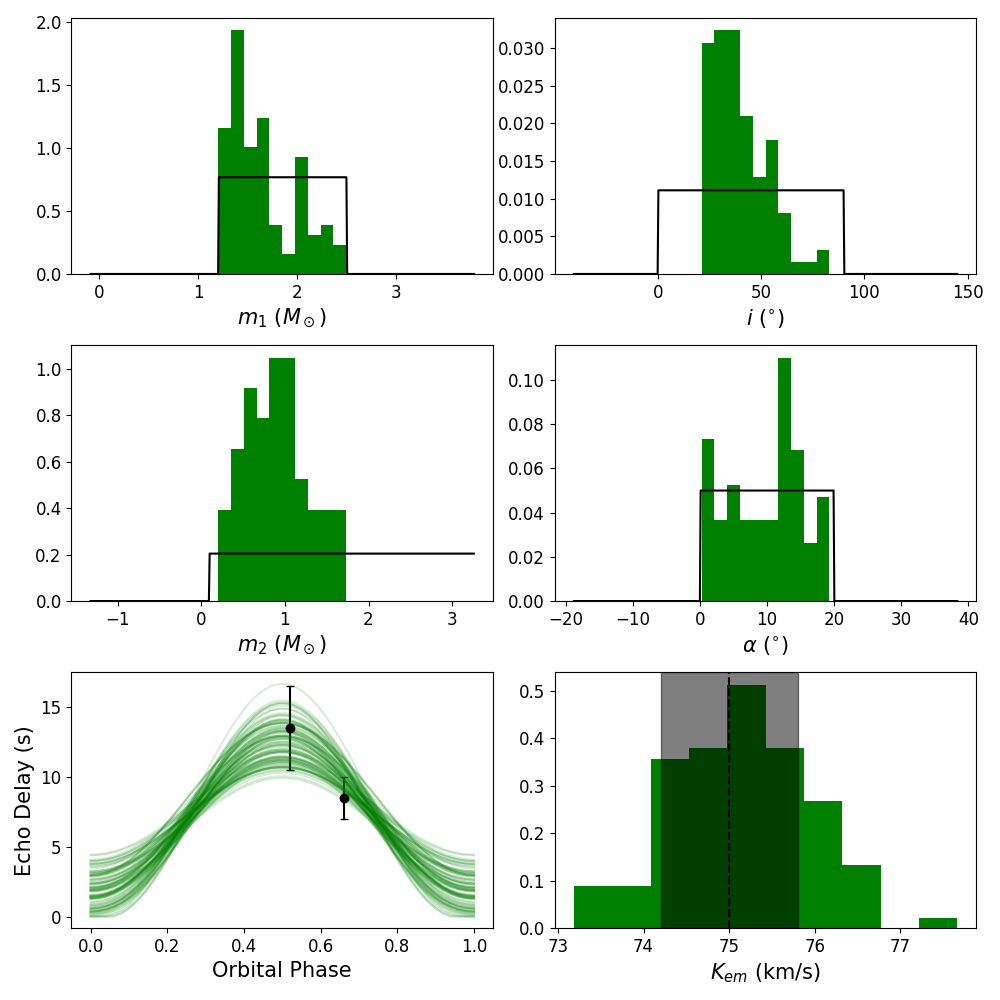 2.0
1.5
1.0
0.5
0.0
0 1 2 3
m₁ (M⊙)
0.030
0.025
0.020
0.015
0.010
0.005
0.000
0 50 100 150
i (°)
1.0
0.8
0.6
0.4
0.2
0.0
−1 0 1 2 3
m₂ (M⊙)
0.10
0.08
0.06
0.04
0.02
0.00
−20 −10 0 10 20 30 40
α (°)
15
10
5
0
Echo Delay (s)
0.0 0.2 0.4 0.6 0.8 1.0
Orbital Phase
0.5
0.4
0.3
0.2
0.1
0.0
73 74 75 76 77
K_em (km/s)